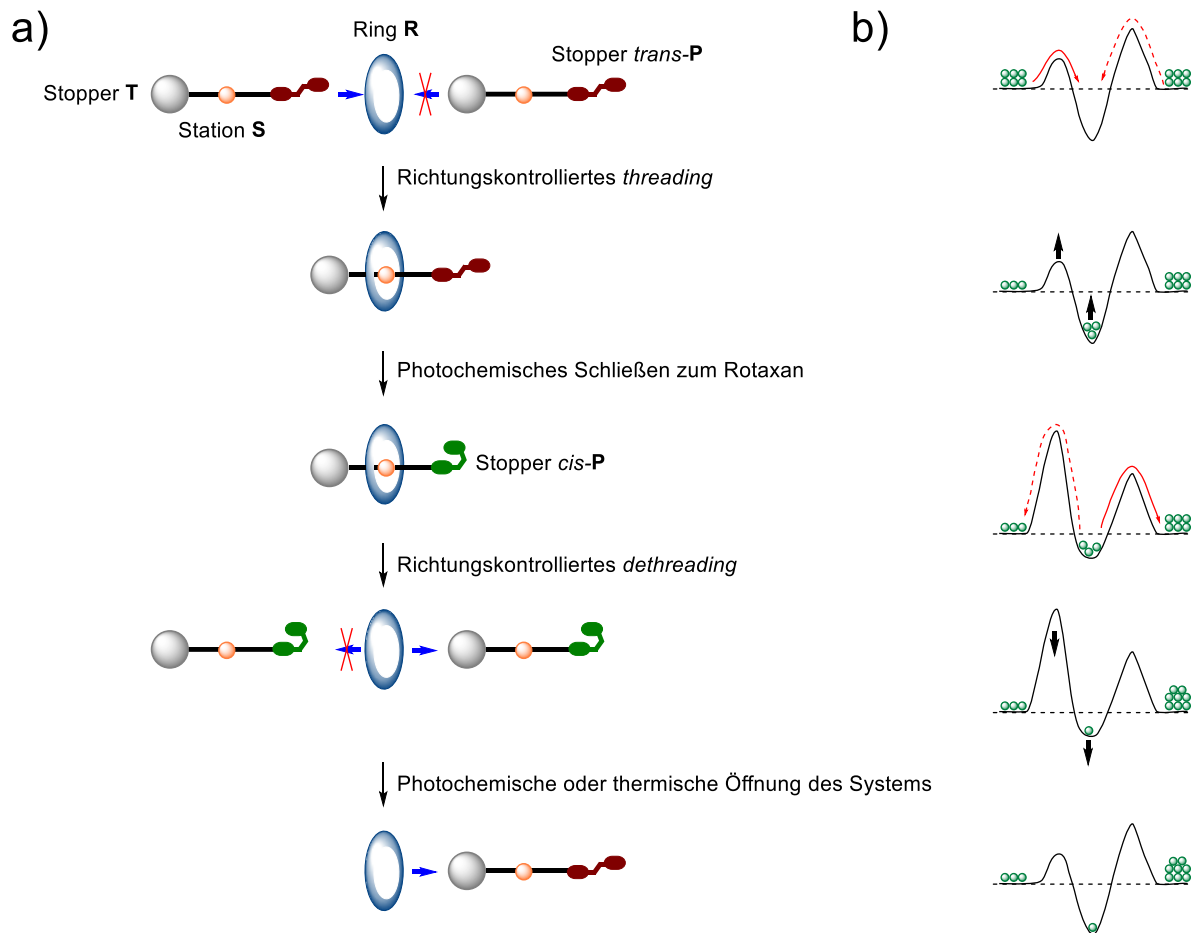 a)
b)
Ring R
Stopper trans-P
Stopper T
Station S
Richtungskontrolliertes threading
Photochemisches Schließen zum Rotaxan
Stopper cis-P
Richtungskontrolliertes dethreading
Photochemische oder thermische Öffnung des Systems